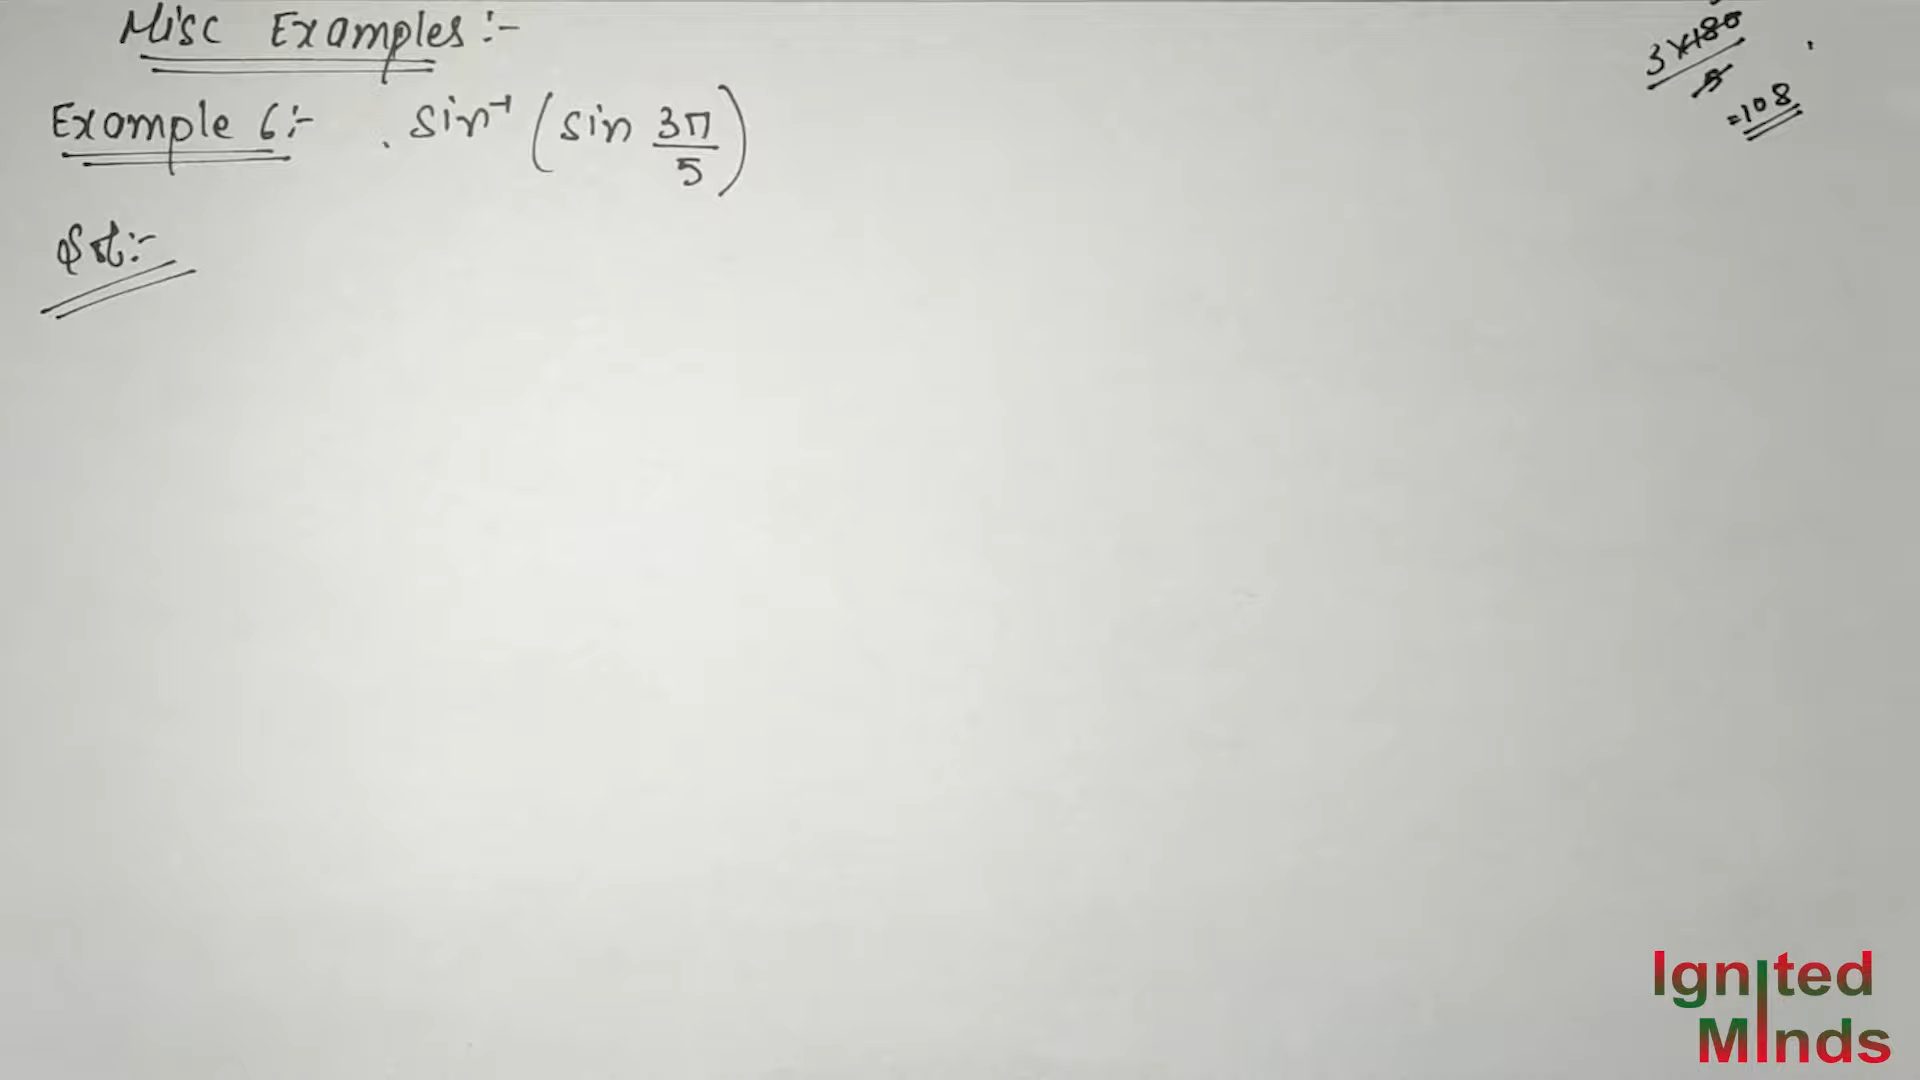 Misc Examples :-
Example 6:- . sin⁻¹ (sin 3π/5)
Sol:-
3×180/5
=108
Ignited
Minds